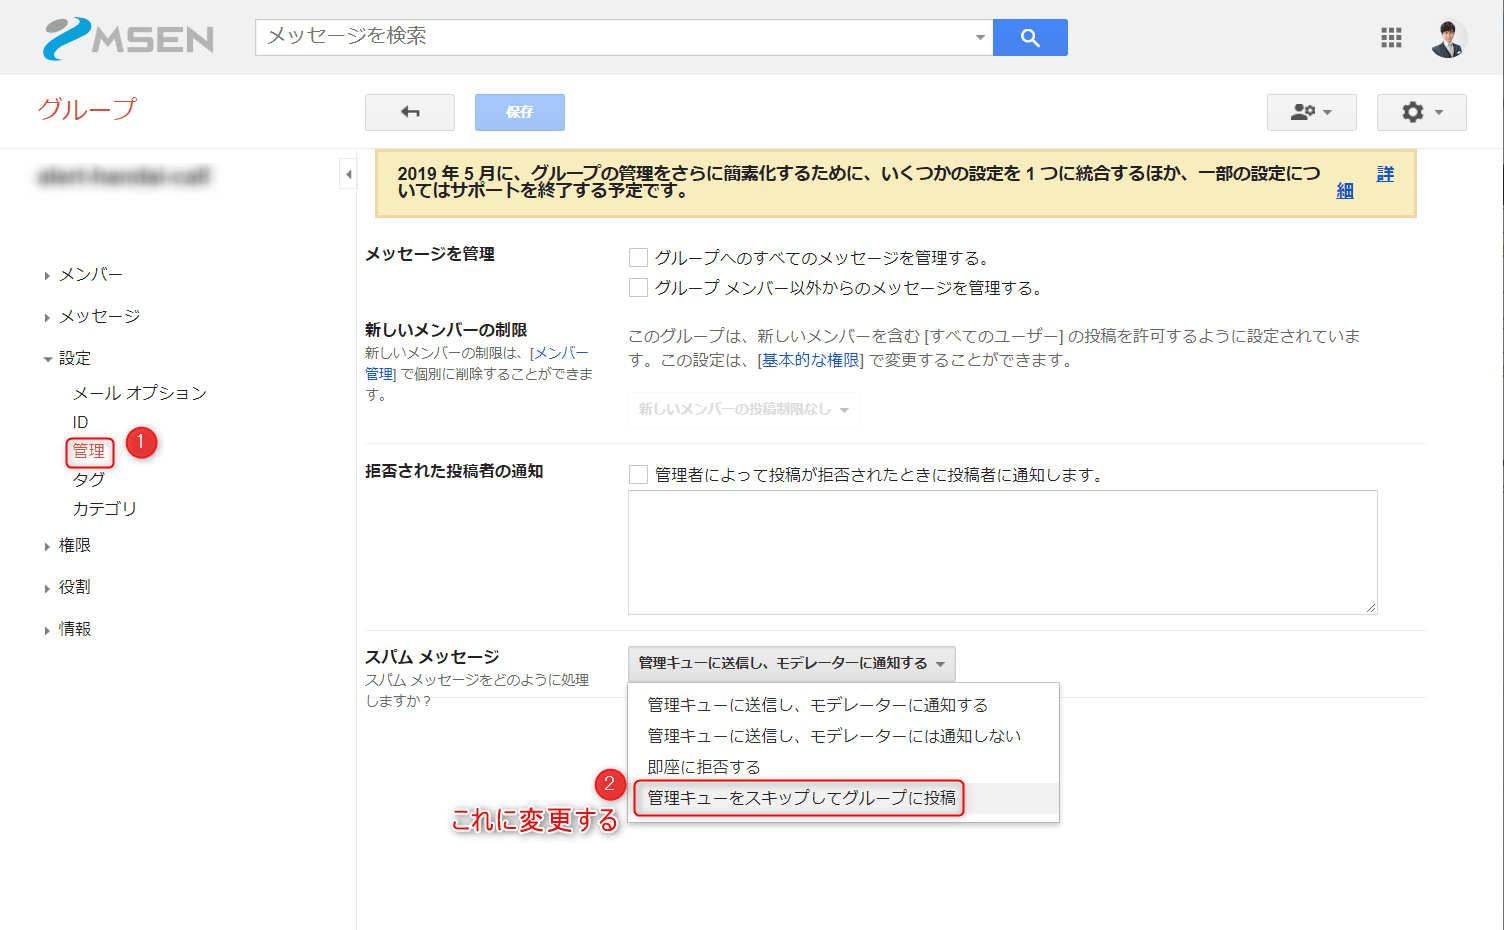 MSEN
メッセージを検索
グループ
保存
2019 年 5 月に、グループの管理をさらに簡素化するために、いくつかの設定を 1 つに統合するほか、一部の設定につ
いてはサポートを終了する予定です。
詳
細
メンバー
メッセージ
設定
メール オプション
ID
管理
1
タグ
カテゴリ
権限
役割
情報
メッセージを管理
グループへのすべてのメッセージを管理する。
グループ メンバー以外からのメッセージを管理する。
新しいメンバーの制限
新しいメンバーの制限は、[メンバー
管理] で個別に削除することができま
す。
このグループは、新しいメンバーを含む [すべてのユーザー] の投稿を許可するように設定されていま
す。この設定は、[基本的な権限] で変更することができます。
新しいメンバーの投稿制限なし
拒否された投稿者の通知
管理者によって投稿が拒否されたときに投稿者に通知します。
スパム メッセージ
スパム メッセージをどのように処理
しますか？
管理キューに送信し、モデレーターに通知する
管理キューに送信し、モデレーターに通知する
管理キューに送信し、モデレーターには通知しない
即座に拒否する
2
管理キューをスキップしてグループに投稿
これに変更する